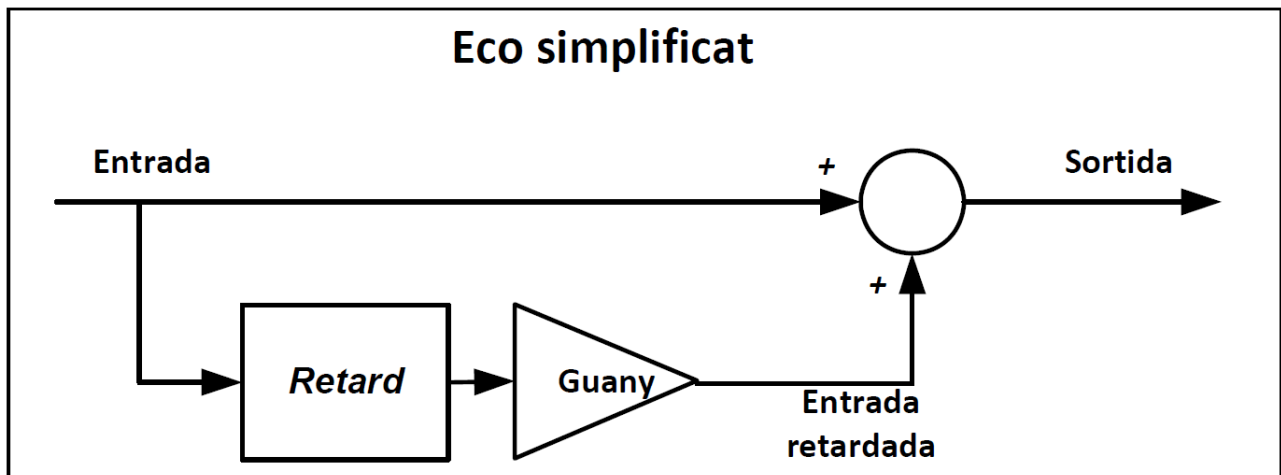 Eco simplificat
Entrada
+
Sortida
+
Retard
Guany
Entrada
retardada